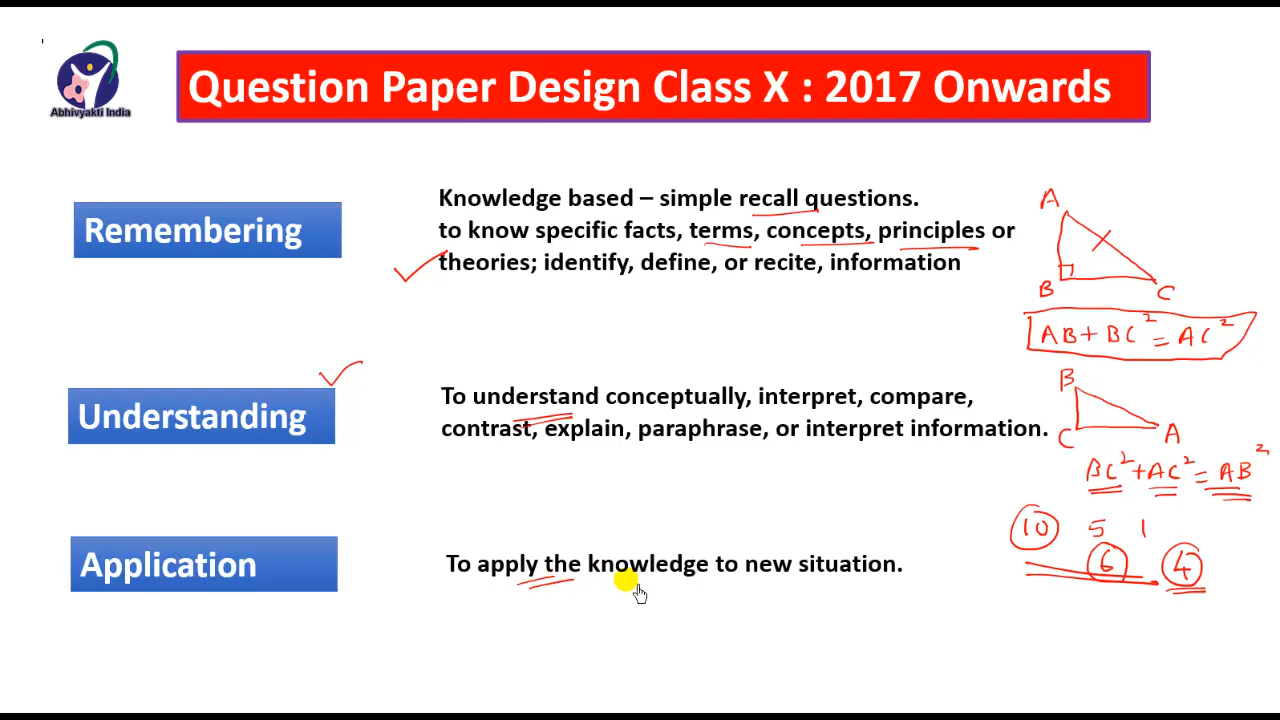 Abhivyakti India
Question Paper Design Class X : 2017 Onwards
Remembering
Knowledge based – simple recall questions.
to know specific facts, terms, concepts, principles or
theories; identify, define, or recite, information
A
B
C
AB + BC² = AC²
Understanding
To understand conceptually, interpret, compare,
contrast, explain, paraphrase, or interpret information.
B
C
A
BC² + AC² = AB²
10 5 1
6 4
Application
To apply the knowledge to new situation.